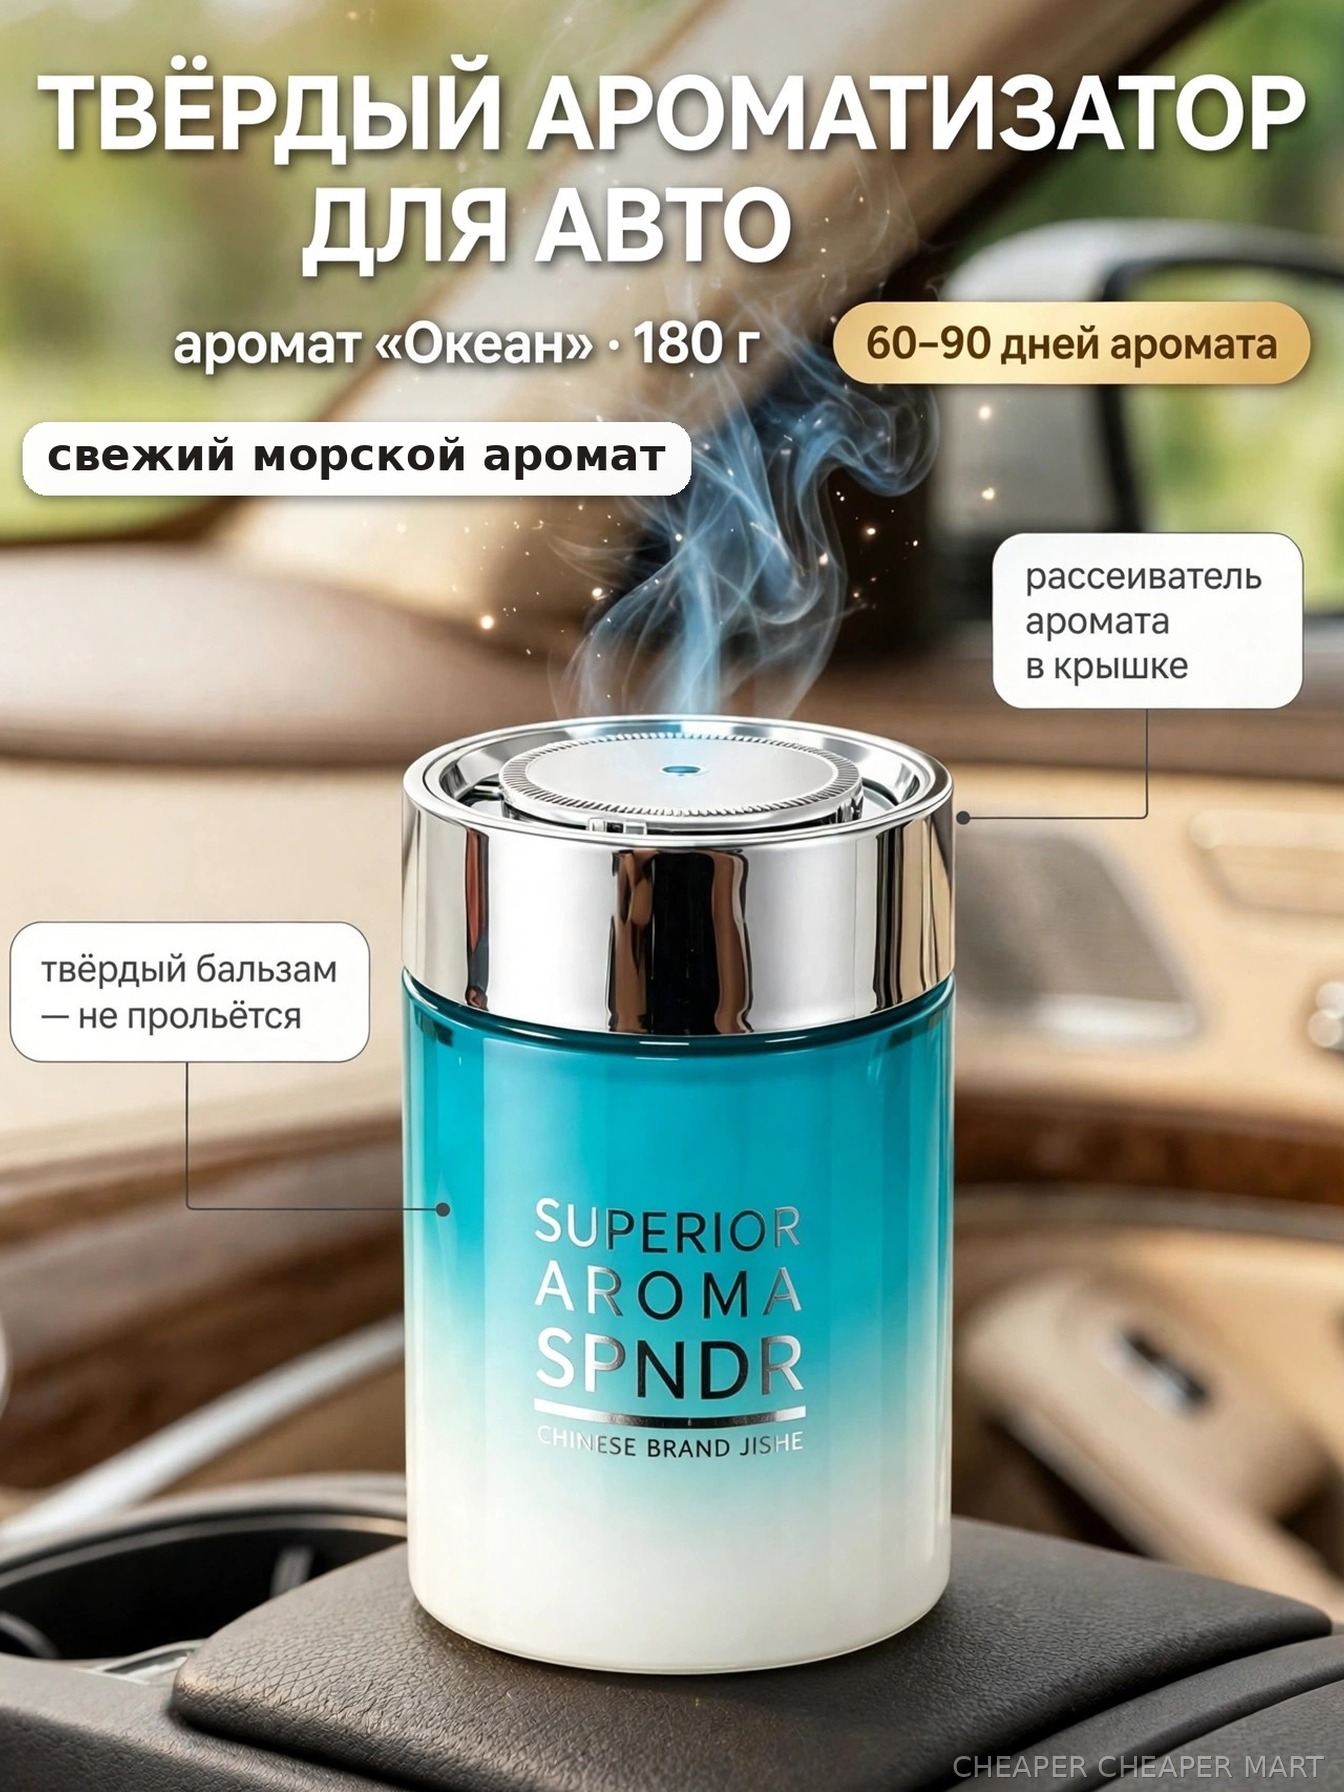 ТВЁРДЫЙ АРОМАТИЗАТОР
ДЛЯ АВТО
аромат «Океан» · 180 г
60–90 дней аромата
свежий морской аромат
рассеиватель
аромата
в крышке
твёрдый бальзам
— не прольётся
SUPERIOR
AROMA
SPNDR
CHINESE BRAND JISHE
CHEAPER CHEAPER MART